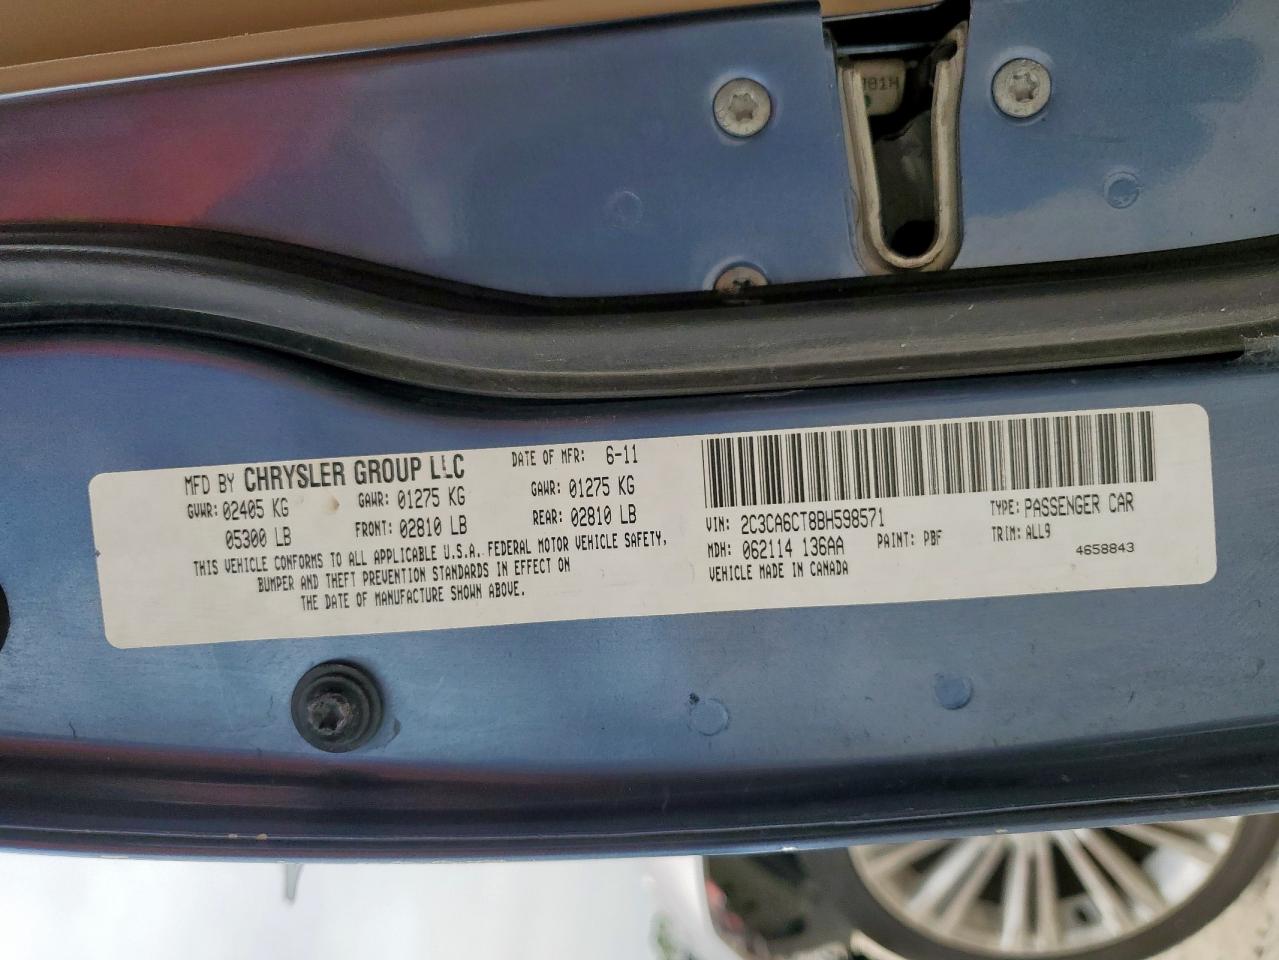 81H
MFD BY CHRYSLER GROUP LLC DATE OF MFR: 6-11
GVWR: 02405 KG GAWR: 01275 KG GAWR: 01275 KG
05300 LB FRONT: 02810 LB REAR: 02810 LB
THIS VEHICLE CONFORMS TO ALL APPLICABLE U.S.A. FEDERAL MOTOR VEHICLE SAFETY,
BUMPER AND THEFT PREVENTION STANDARDS IN EFFECT ON
THE DATE OF MANUFACTURE SHOWN ABOVE.
VIN: 2C3CA6CT8BH598571 TYPE: PASSENGER CAR
MDH: 062114 136AA PAINT: PBF TRIM: ALL9
VEHICLE MADE IN CANADA 4658843